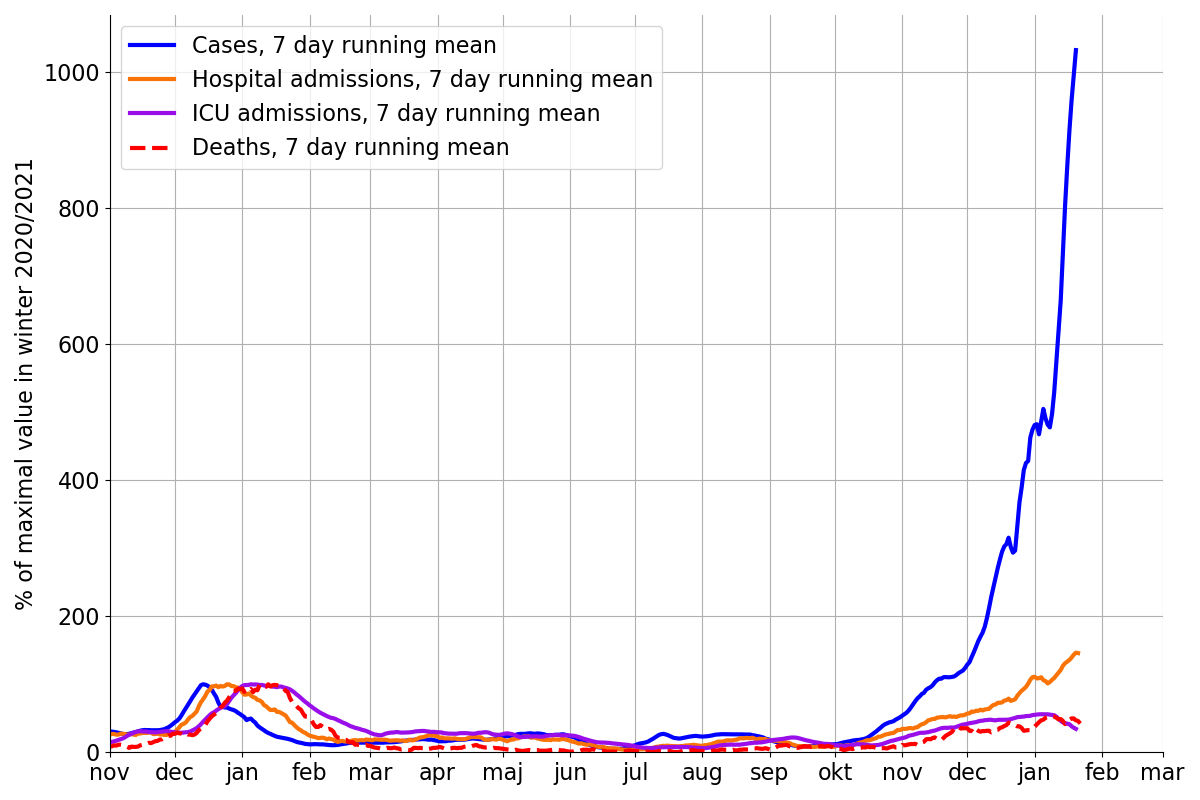 Cases, 7 day running mean
Hospital admissions, 7 day running mean
ICU admissions, 7 day running mean
Deaths, 7 day running mean
% of maximal value in winter 2020/2021
1000
800
600
400
200
0
nov dec jan feb mar apr maj jun jul aug sep okt nov dec jan feb mar